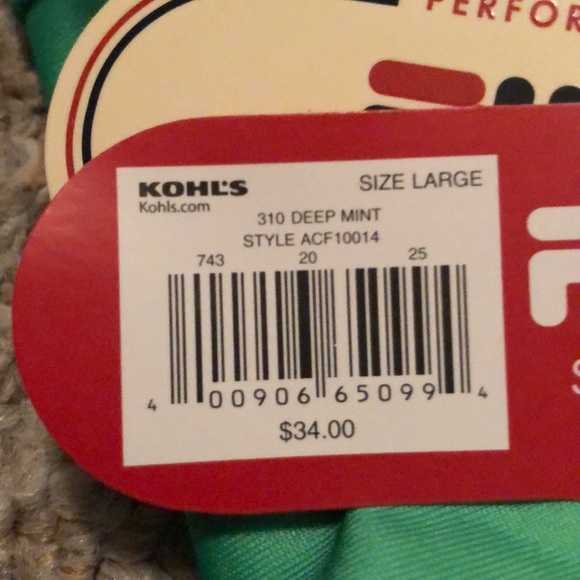 PERFOR
KOHL'S
SIZE LARGE
Kohls.com
310 DEEP MINT
STYLE ACF10014
743 20 25
4 00906 65099 4
$34.00